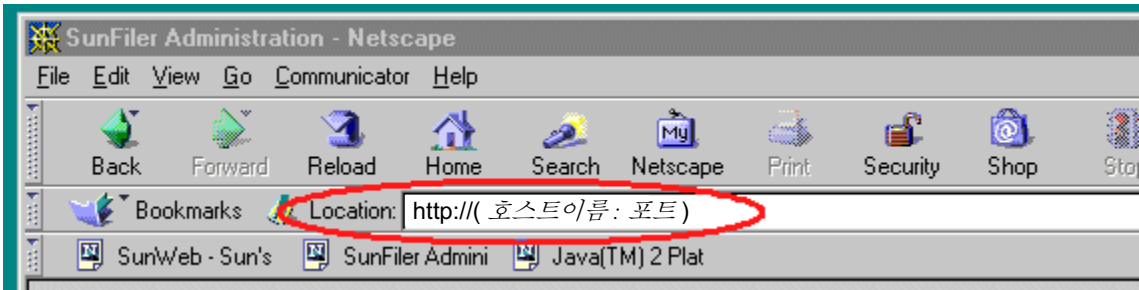 SunFiler Administration - Netscape
File Edit View Go Communicator Help
Back Forward Reload Home Search My Netscape Print Security Shop
Bookmarks Location: http://( 호스트이름 : 포트 )
SunWeb - Sun's SunFiler Admini Java(TM) 2 Plat